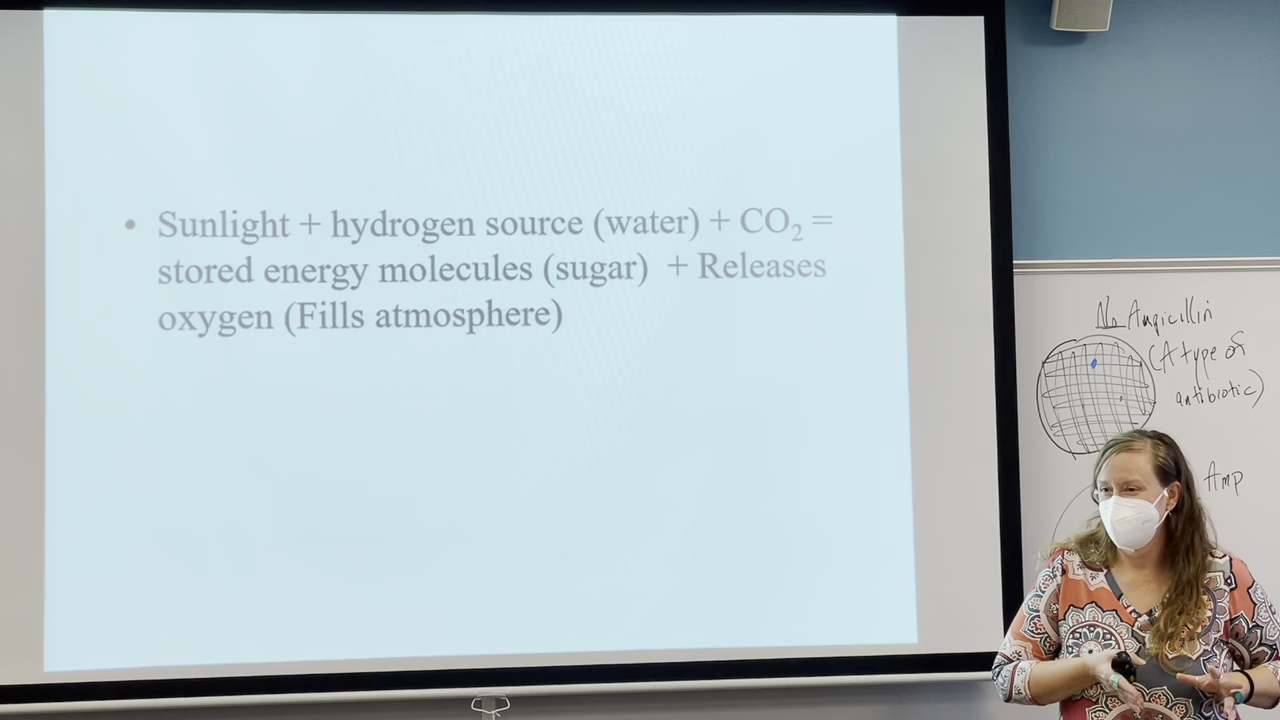 • Sunlight + hydrogen source (water) + CO₂ =
stored energy molecules (sugar) + Releases
oxygen (Fills atmosphere)
No Ampicillin
(A type of
antibiotic)
Amp